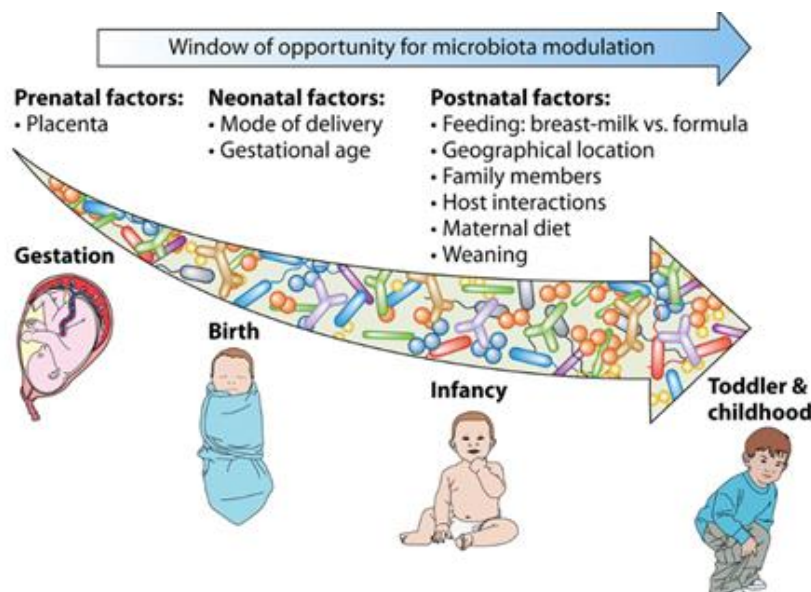 Window of opportunity for microbiota modulation
Prenatal factors:
• Placenta
Neonatal factors:
• Mode of delivery
• Gestational age
Postnatal factors:
• Feeding: breast-milk vs. formula
• Geographical location
• Family members
• Host interactions
• Maternal diet
• Weaning
Gestation
Birth
Infancy
Toddler &
childhood